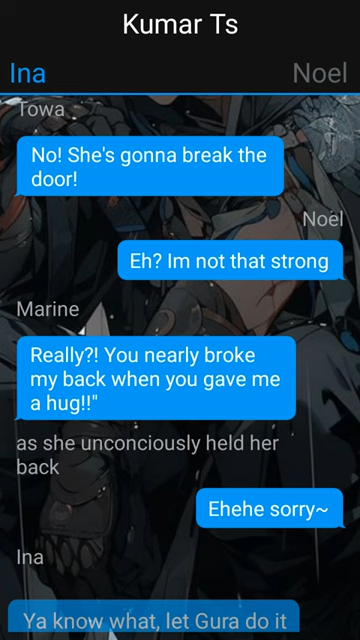 Kumar Ts
Ina Noel
Towa
No! She's gonna break the
door!
Noel
Eh? Im not that strong
Marine
Really?! You nearly broke
my back when you gave me
a hug!!"
as she unconciously held her
back
Ehehe sorry~
Ina
Ya know what, let Gura do it